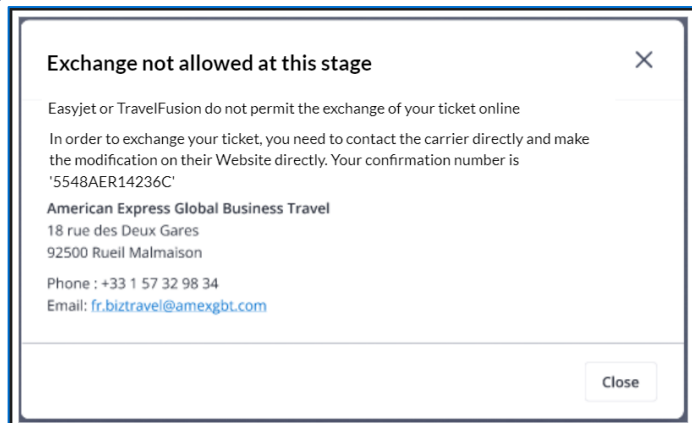 Exchange not allowed at this stage
Easyjet or TravelFusion do not permit the exchange of your ticket online
In order to exchange your ticket, you need to contact the carrier directly and make
the modification on their Website directly. Your confirmation number is
'5548AER14236C'
American Express Global Business Travel
18 rue des Deux Gares
92500 Rueil Malmaison
Phone : +33 1 57 32 98 34
Email: fr.biztravel@amexgbt.com
Close